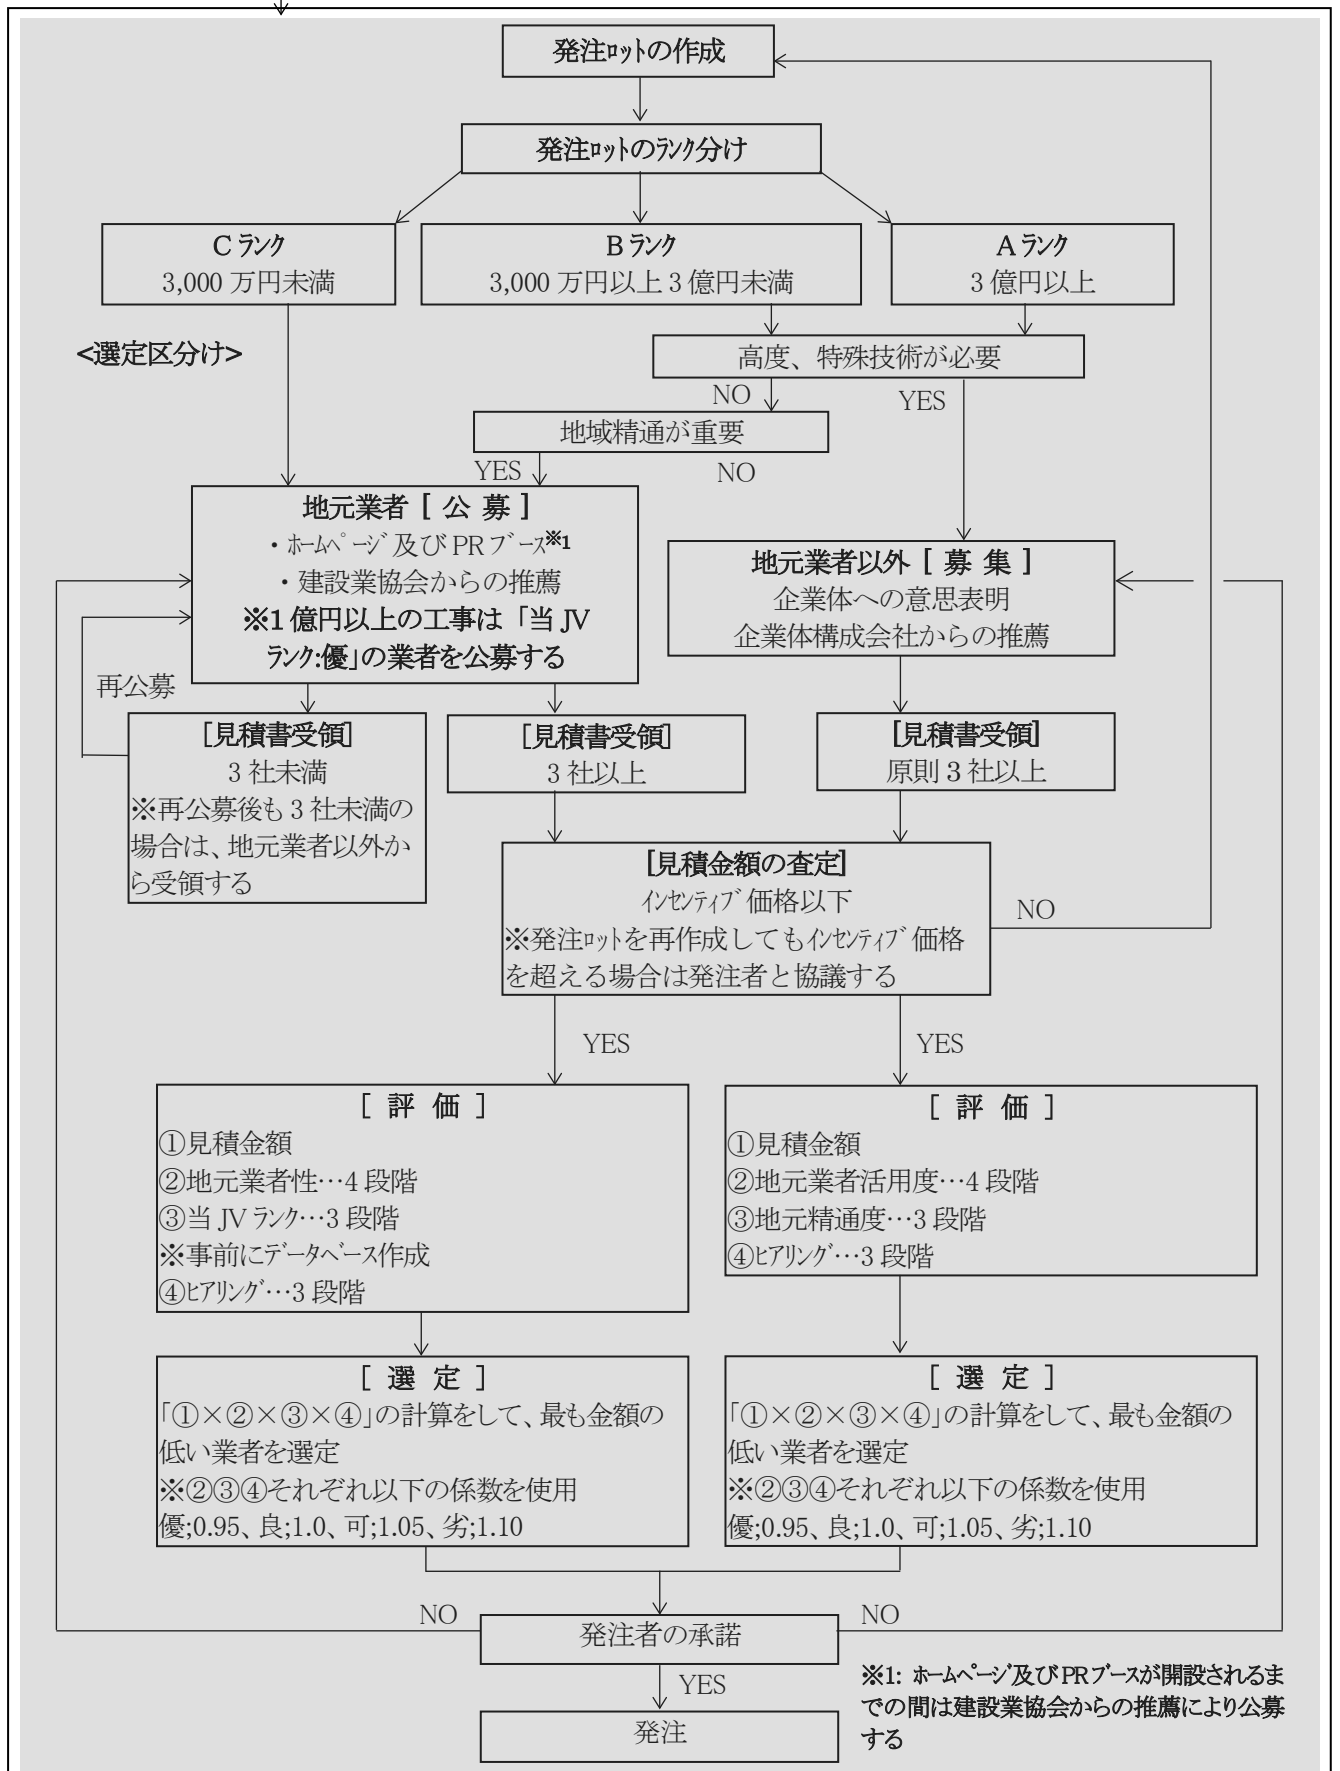 発注ﾛｯﾄの作成
発注ﾛｯﾄのﾗﾝｸ分け
Cﾗﾝｸ
3,000 万円未満
Bﾗﾝｸ
3,000 万円以上 3 億円未満
Aﾗﾝｸ
3 億円以上
<選定区分け>
高度、特殊技術が必要
NO
YES
地域精通が重要
YES
NO
地元業者 [ 公 募 ]
・ﾎｰﾑﾍﾟｰｼﾞ及び PR ﾌﾞｰｽ※1
・建設業協会からの推薦
※1 億円以上の工事は「当 JV
ﾗﾝｸ:優」の業者を公募する
地元業者以外 [ 募 集 ]
企業体への意思表明
企業体構成会社からの推薦
再公募
[見積書受領]
3 社未満
※再公募後も 3 社未満の
場合は、地元業者以外か
ら受領する
[見積書受領]
3 社以上
[見積書受領]
原則 3 社以上
[見積金額の査定]
ｲﾝｾﾝﾃｨﾌﾞ価格以下
※発注ﾛｯﾄを再作成してもｲﾝｾﾝﾃｨﾌﾞ価格
を超える場合は発注者と協議する
NO
YES
YES
[ 評 価 ]
①見積金額
②地元業者性…4 段階
③当 JV ﾗﾝｸ…3 段階
※事前にﾃﾞｰﾀﾍﾞｰｽ作成
④ﾋｱﾘﾝｸﾞ…3 段階
[ 評 価 ]
①見積金額
②地元業者活用度…4 段階
③地元精通度…3 段階
④ﾋｱﾘﾝｸﾞ…3 段階
[ 選 定 ]
「①×②×③×④」の計算をして、最も金額の
低い業者を選定
※②③④それぞれ以下の係数を使用
優;0.95、良;1.0、可;1.05、劣;1.10
[ 選 定 ]
「①×②×③×④」の計算をして、最も金額の
低い業者を選定
※②③④それぞれ以下の係数を使用
優;0.95、良;1.0、可;1.05、劣;1.10
NO
発注者の承諾
NO
YES
発注
※1: ﾎｰﾑﾍﾟｰｼﾞ及び PR ﾌﾞｰｽが開設されるま
での間は建設業協会からの推薦により公募
する